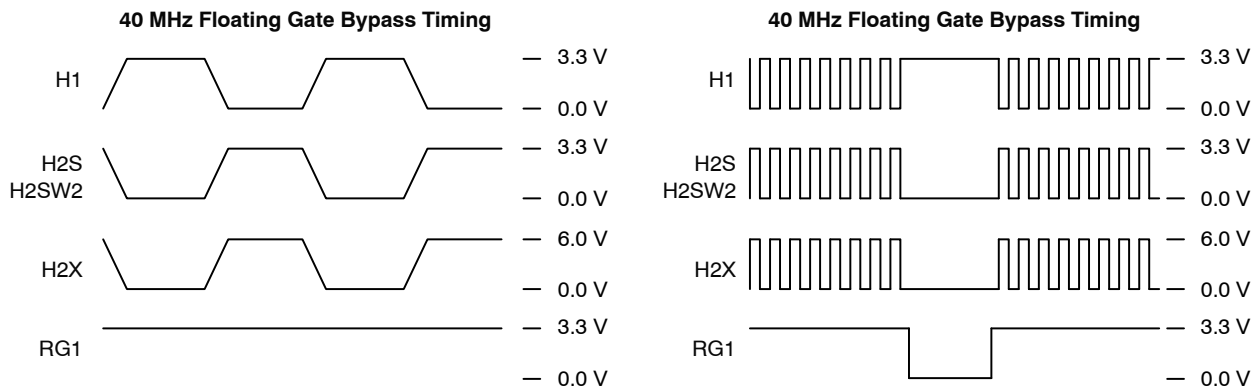 40 MHz Floating Gate Bypass Timing
H1
3.3 V
0.0 V
H2S
H2SW2
3.3 V
0.0 V
H2X
6.0 V
0.0 V
RG1
3.3 V
0.0 V
40 MHz Floating Gate Bypass Timing
H1
3.3 V
0.0 V
H2S
H2SW2
3.3 V
0.0 V
H2X
6.0 V
0.0 V
RG1
3.3 V
0.0 V